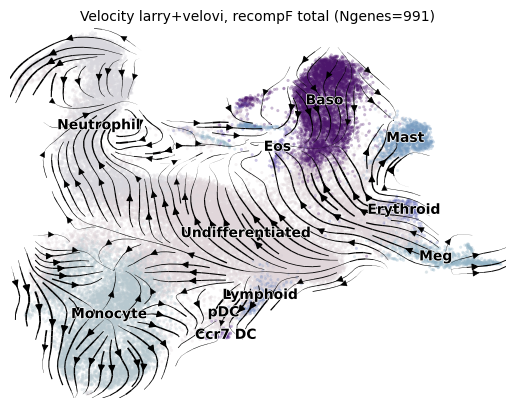 Velocity larry+velovi, recompF total (Ngenes=991)
Baso
Neutrophil
Mast
Eos
Erythroid
Undifferentiated
Meg
Lymphoid
Monocyte
pDC
Ccr7 DC